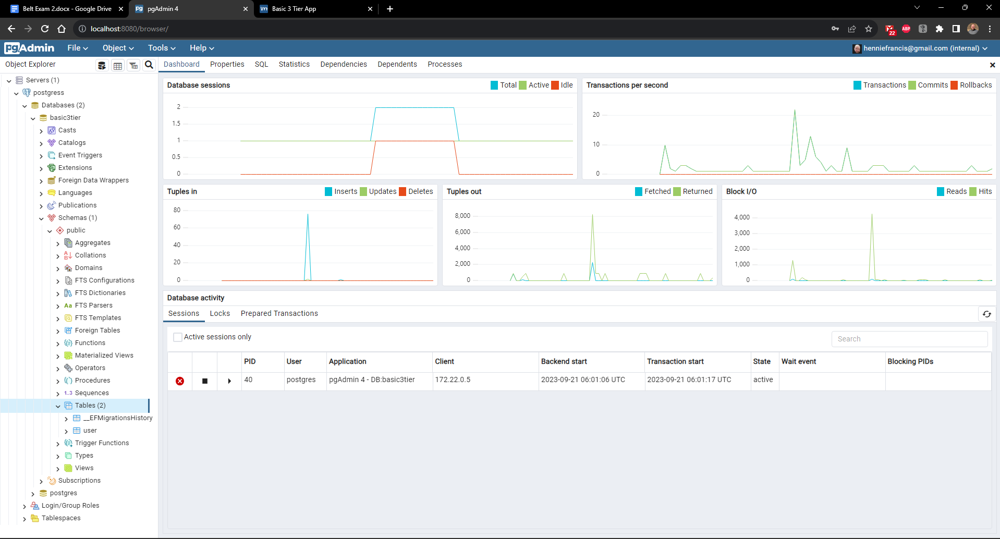 Belt Exam 2.docx - Google Drive
pgAdmin 4
Basic 3 Tier App
localhost:8080/browser/
22
ABP
pgAdmin File Object Tools Help henniefrancis@gmail.com (internal)
Object Explorer
Dashboard Properties SQL Statistics Dependencies Dependents Processes
Servers (1)
postgress
Databases (2)
basic3tier
Casts
Catalogs
Event Triggers
Extensions
Foreign Data Wrappers
Languages
Publications
Schemas (1)
public
Aggregates
Collations
Domains
FTS Configurations
FTS Dictionaries
FTS Parsers
FTS Templates
Foreign Tables
Functions
Materialized Views
Operators
Procedures
Sequences
Tables (2)
__EFMigrationsHistory
user
Trigger Functions
Types
Views
Subscriptions
postgres
Login/Group Roles
Tablespaces
Database sessions Total Active Idle
2
1.5
1
0.5
0
Transactions per second Transactions Commits Rollbacks
20
10
0
Tuples in Inserts Updates Deletes
80
60
40
20
0
Tuples out Fetched Returned
8,000
6,000
4,000
2,000
0
Block I/O Reads Hits
4,000
3,000
2,000
1,000
0
Database activity
Sessions Locks Prepared Transactions
Active sessions only
Search
PID User Application Client Backend start Transaction start State Wait event Blocking PIDs
40 postgres pgAdmin 4 - DB:basic3tier 172.22.0.5 2023-09-21 06:01:06 UTC 2023-09-21 06:01:17 UTC active